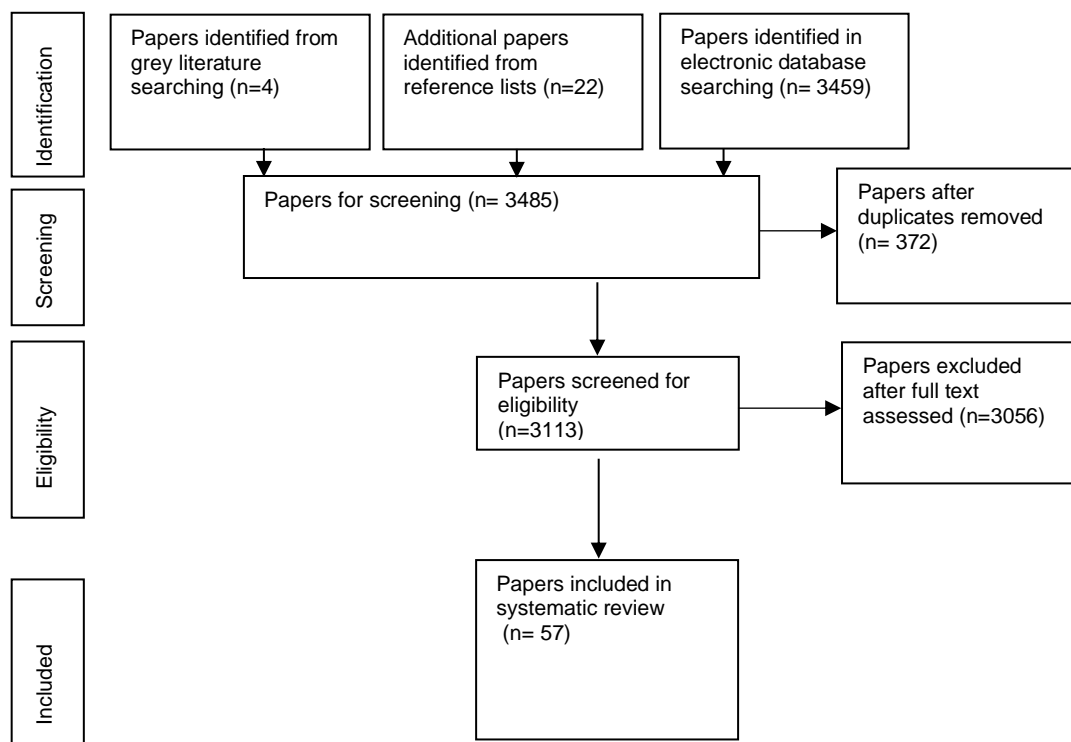 Identification
Papers identified from
grey literature
searching (n=4)
Additional papers
identified from
reference lists (n=22)
Papers identified in
electronic database
searching (n= 3459)
Screening
Papers for screening (n= 3485)
Papers after
duplicates removed
(n= 372)
Eligibility
Papers screened for
eligibility
(n=3113)
Papers excluded
after full text
assessed (n=3056)
Included
Papers included in
systematic review
(n= 57)